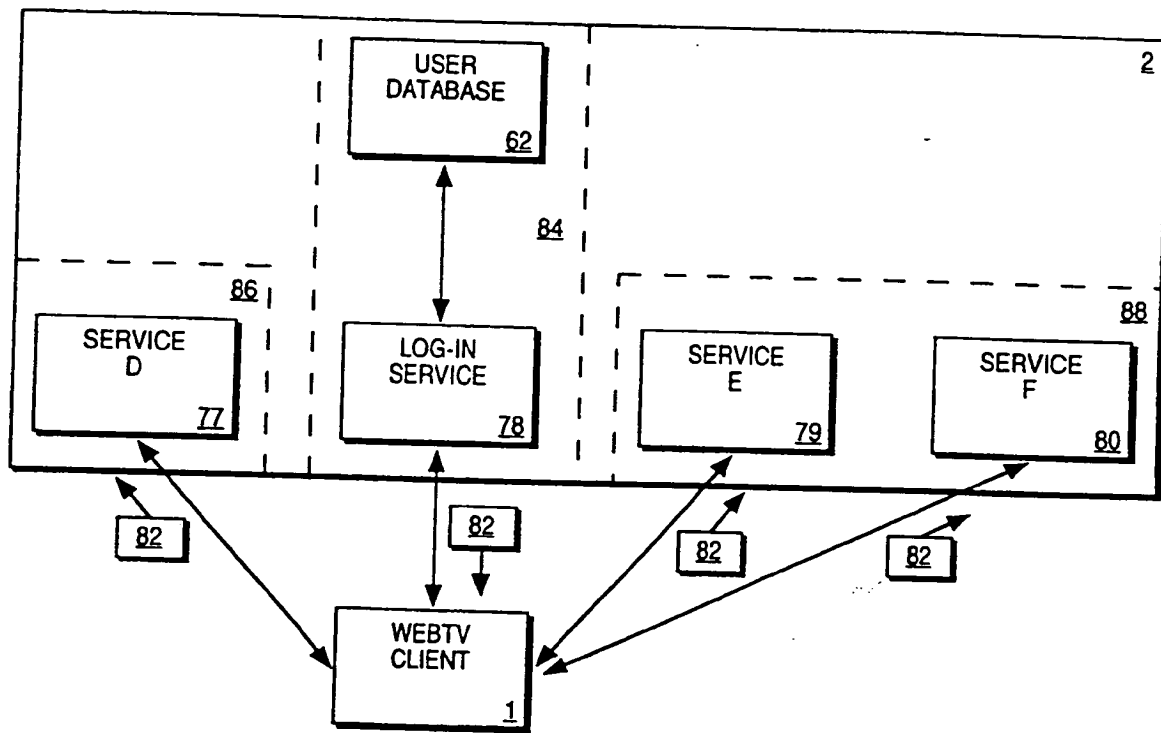 2
USER
DATABASE
62
84
86
SERVICE
D
77
LOG-IN
SERVICE
78
88
SERVICE
E
79
SERVICE
F
80
82
82
82
82
WEBTV
CLIENT
1